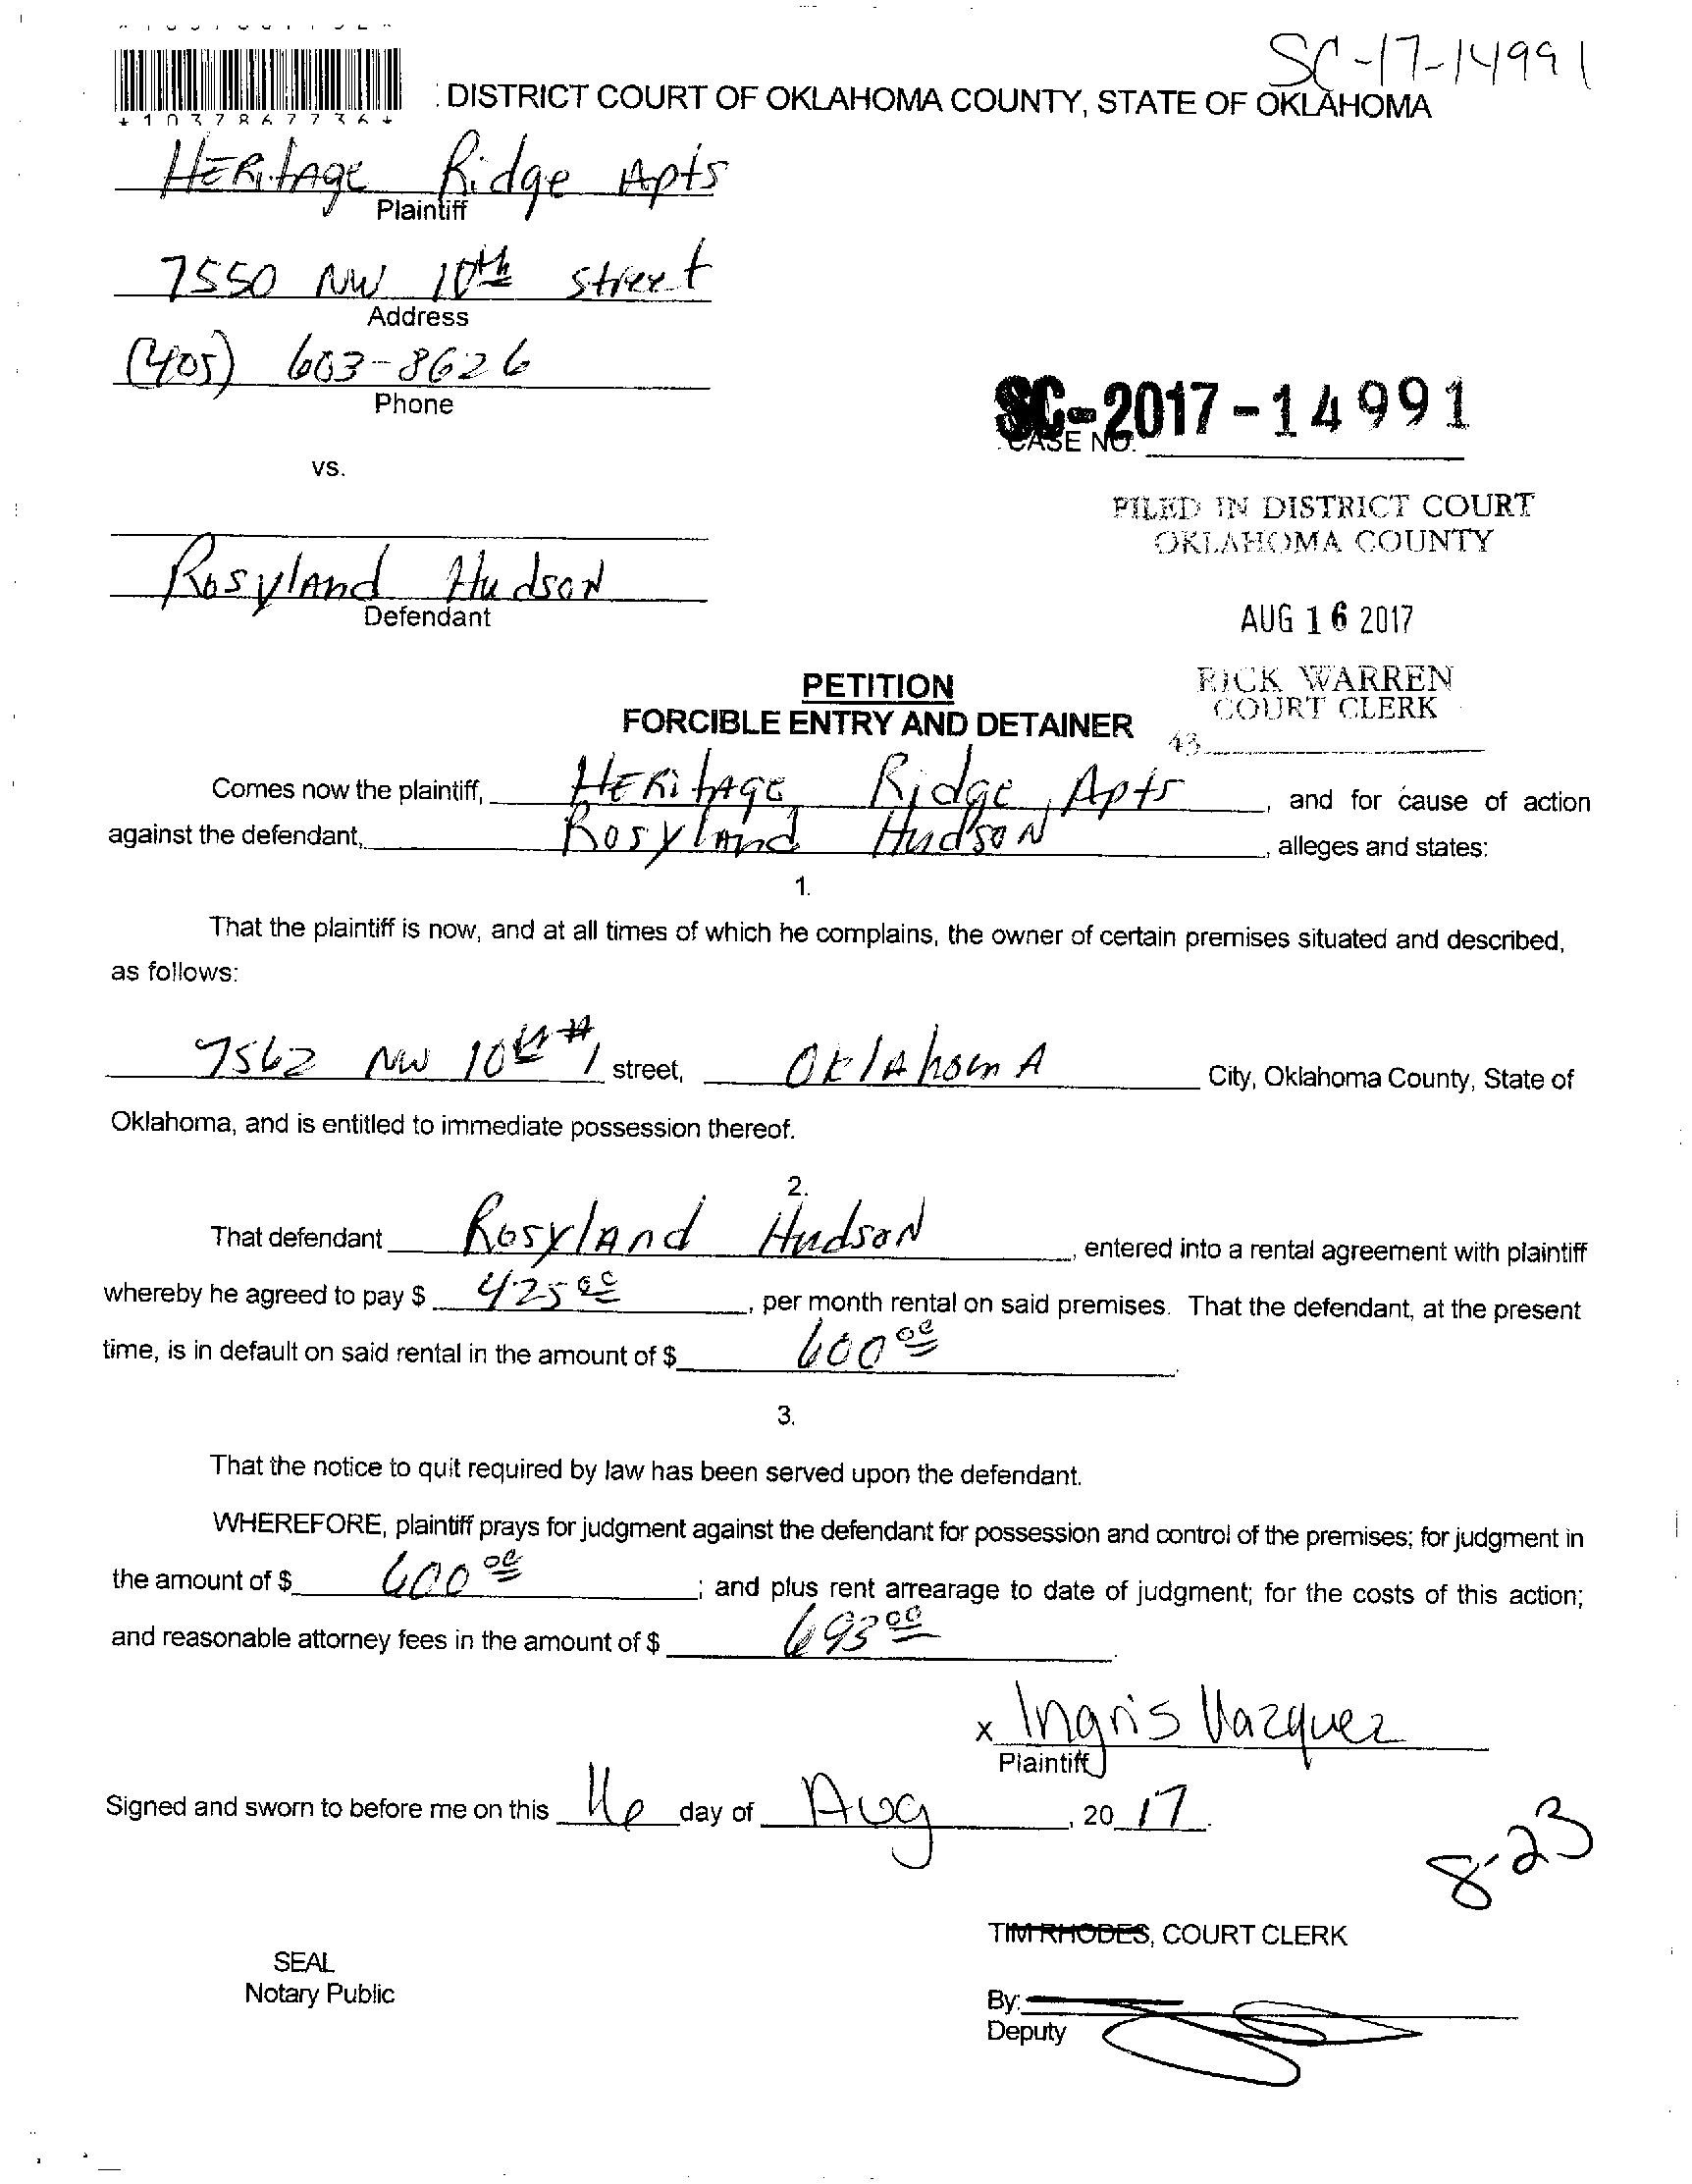 SC-17-14991
*1037867736*
DISTRICT COURT OF OKLAHOMA COUNTY, STATE OF OKLAHOMA
HERitAge Ridge Apts
Plaintiff
7550 NW 10th street
Address
(405) 603-8626
Phone
SC-2017-14991
CASE NO.
vs.
FILED IN DISTRICT COURT
OKLAHOMA COUNTY
Rosyland Hudson
Defendant
AUG 16 2017
PETITION
RICK WARREN
COURT CLERK
FORCIBLE ENTRY AND DETAINER
43
Comes now the plaintiff, HERitAge Ridge Apts, and for cause of action
against the defendant, Rosyland Hudson, alleges and states:
1.
That the plaintiff is now, and at all times of which he complains, the owner of certain premises situated and described,
as follows:
7562 NW 10th #1 street, OklAhomA City, Oklahoma County, State of
Oklahoma, and is entitled to immediate possession thereof.
2.
That defendant Rosyland Hudson, entered into a rental agreement with plaintiff
whereby he agreed to pay $ 425 00, per month rental on said premises. That the defendant, at the present
time, is in default on said rental in the amount of $ 600 00.
3.
That the notice to quit required by law has been served upon the defendant.
WHEREFORE, plaintiff prays for judgment against the defendant for possession and control of the premises; for judgment in
the amount of $ 600 00; and plus rent arrearage to date of judgment; for the costs of this action;
and reasonable attorney fees in the amount of $ 693 00.
x Ingris Vazquez
Plaintiff
Signed and sworn to before me on this 16 day of Aug, 20 17.
8-23
TIM RHODES, COURT CLERK
SEAL
Notary Public
By:
Deputy